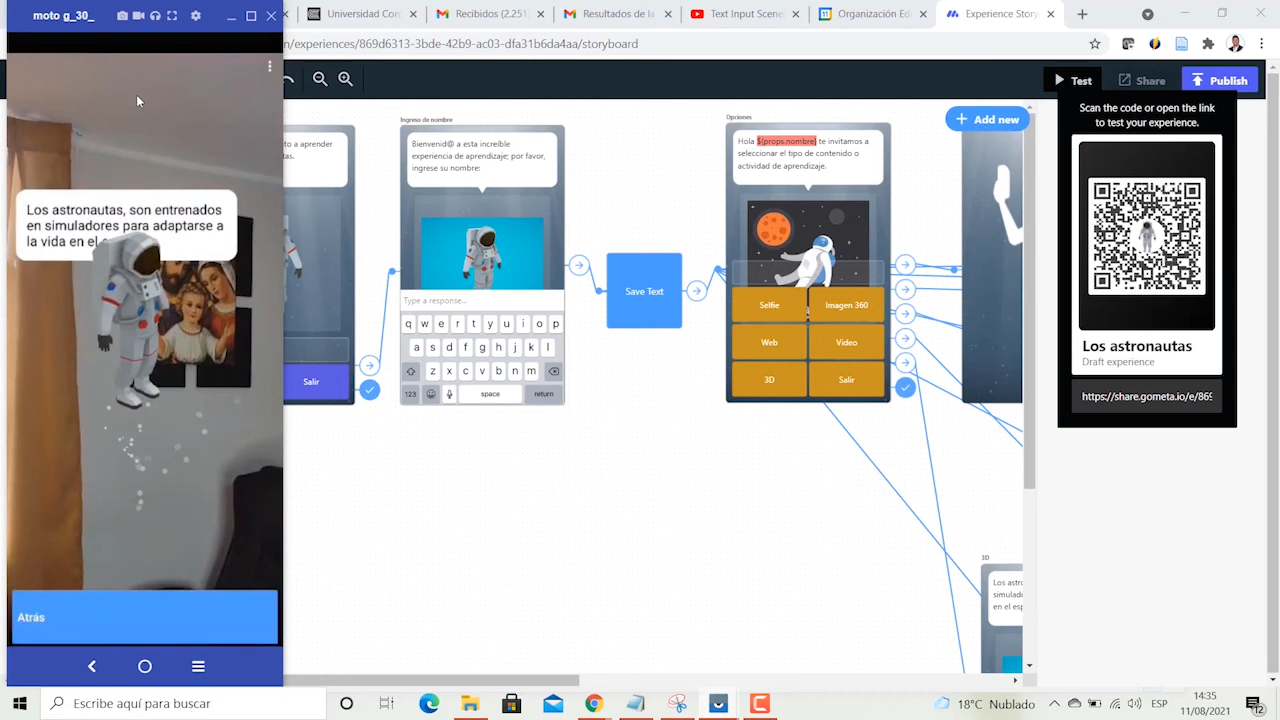 moto g_30_
Universidad Con
Recibidos (2.251
Resultados de la
Text Input Scene
Organización Ed
Experience Story
n/experiences/869d6313-3bde-42b9-ac03-dfa31b6da4aa/storyboard
Test
Share
Publish
Scan the code or open the link
to test your experience.
Los astronautas
Draft experience
https://share.gometa.io/e/869
Add new
to a aprender
tas.
Salir
Ingreso de nombre
Bienvenid@ a esta increíble
experiencia de aprendizaje; por favor,
ingrese su nombre:
Type a response...
q w e r t y u i o p
a s d f g h j k l
z x c v b n m
123 space return
Save Text
Opciones
Hola ${props.nombre} te invitamos a
seleccionar el tipo de contenido o
actividad de aprendizaje.
Selfie Imagen 360
Web Video
3D Salir
3D
Los astro
simulado
en el esp
Los astronautas, son entrenados
en simuladores para adaptarse a
la vida en el
Atrás
Escribe aquí para buscar
18°C Nublado
ESP
14:35
11/08/2021
12